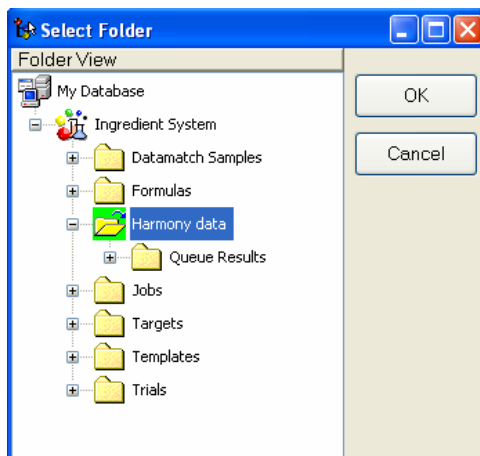 Select Folder
Folder View
My Database
OK
Ingredient System
Cancel
Datamatch Samples
Formulas
Harmony data
Queue Results
Jobs
Targets
Templates
Trials